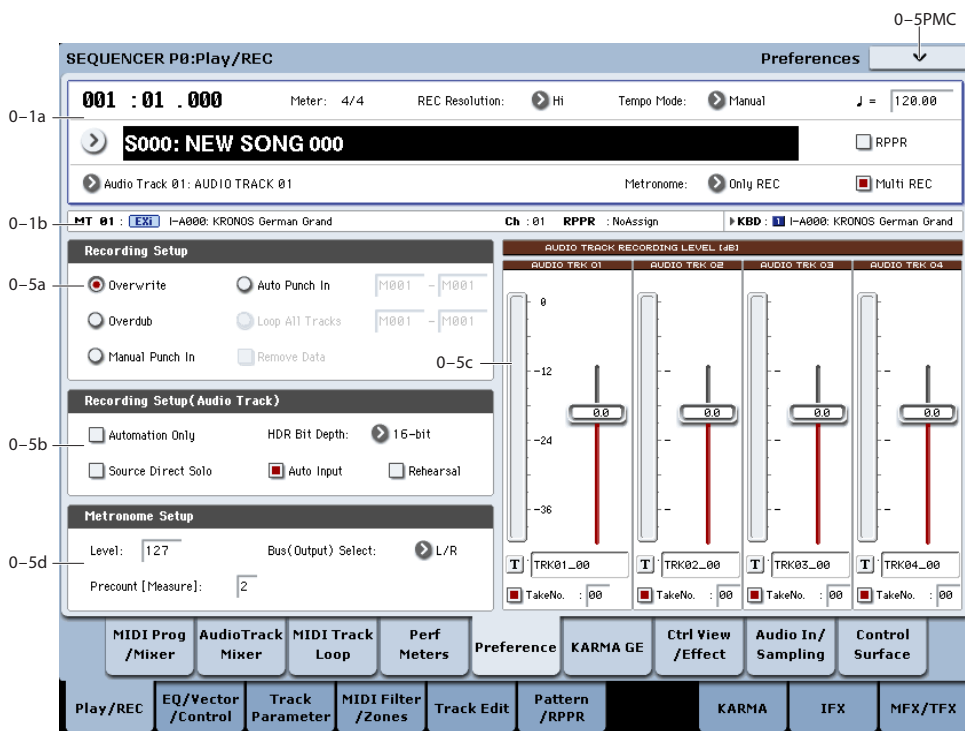 0–5PMC
SEQUENCER P0:Play/REC Preferences
0–1a
001 :01 .000 Meter: 4/4 REC Resolution: Hi Tempo Mode: Manual ♩ = 120.00
S000: NEW SONG 000 RPPR
Audio Track 01: AUDIO TRACK 01 Metronome: Only REC Multi REC
0–1b
MT 01 : EXi I-A000: KRONOS German Grand Ch :01 RPPR : NoAssign KBD : 1 I-A000: KRONOS German Grand
0–5a
Recording Setup
Overwrite Auto Punch In M001 – M001
Overdub Loop All Tracks M001 – M001
Manual Punch In Remove Data
0–5b
Recording Setup(Audio Track)
Automation Only HDR Bit Depth: 16-bit
Source Direct Solo Auto Input Rehearsal
0–5d
Metronome Setup
Level: 127 Bus(Output) Select: L/R
Precount [Measure]: 2
0–5c
AUDIO TRACK RECORDING LEVEL [dB]
AUDIO TRK 01 AUDIO TRK 02 AUDIO TRK 03 AUDIO TRK 04
0
-12
0.0 0.0 0.0 0.0
-24
-36
T TRK01_00 T TRK02_00 T TRK03_00 T TRK04_00
TakeNo. : 00 TakeNo. : 00 TakeNo. : 00 TakeNo. : 00
MIDI Prog /Mixer
AudioTrack Mixer
MIDI Track Loop
Perf Meters
Preference
KARMA GE
Ctrl View /Effect
Audio In/ Sampling
Control Surface
Play/REC
EQ/Vector /Control
Track Parameter
MIDI Filter /Zones
Track Edit
Pattern /RPPR
KARMA
IFX
MFX/TFX